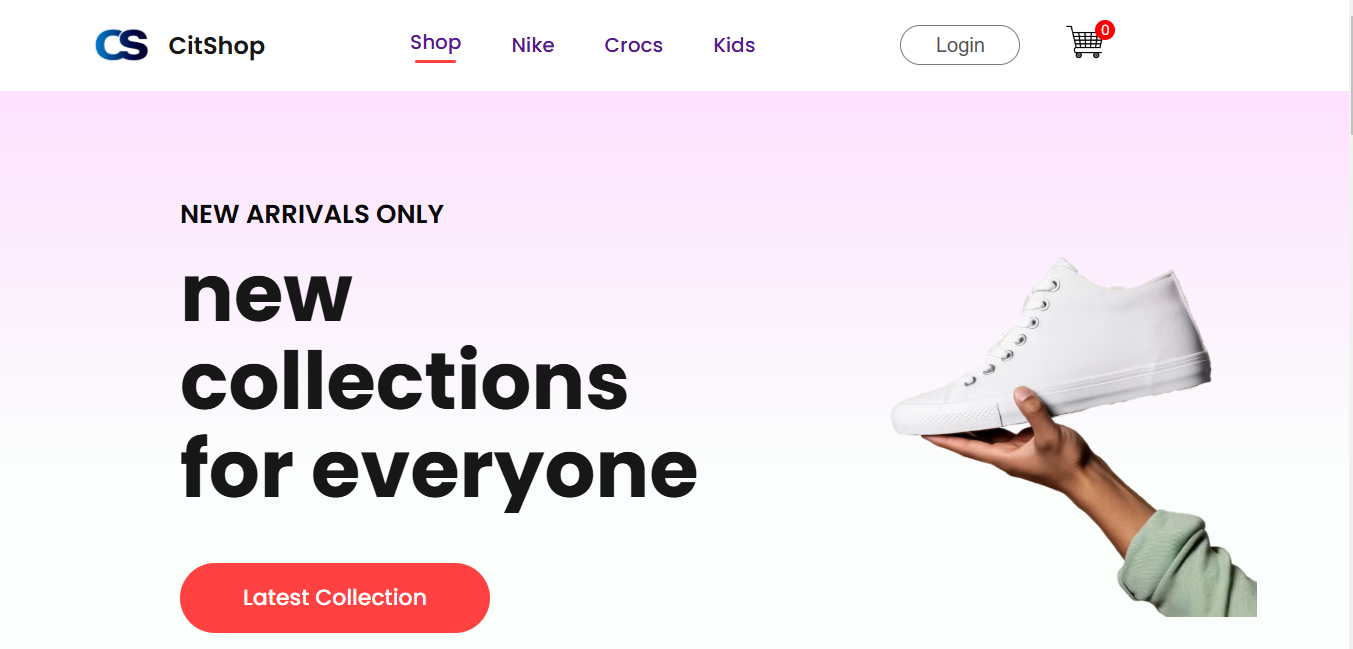 CS CitShop Shop Nike Crocs Kids Login 0
NEW ARRIVALS ONLY
new
collections
for everyone
Latest Collection